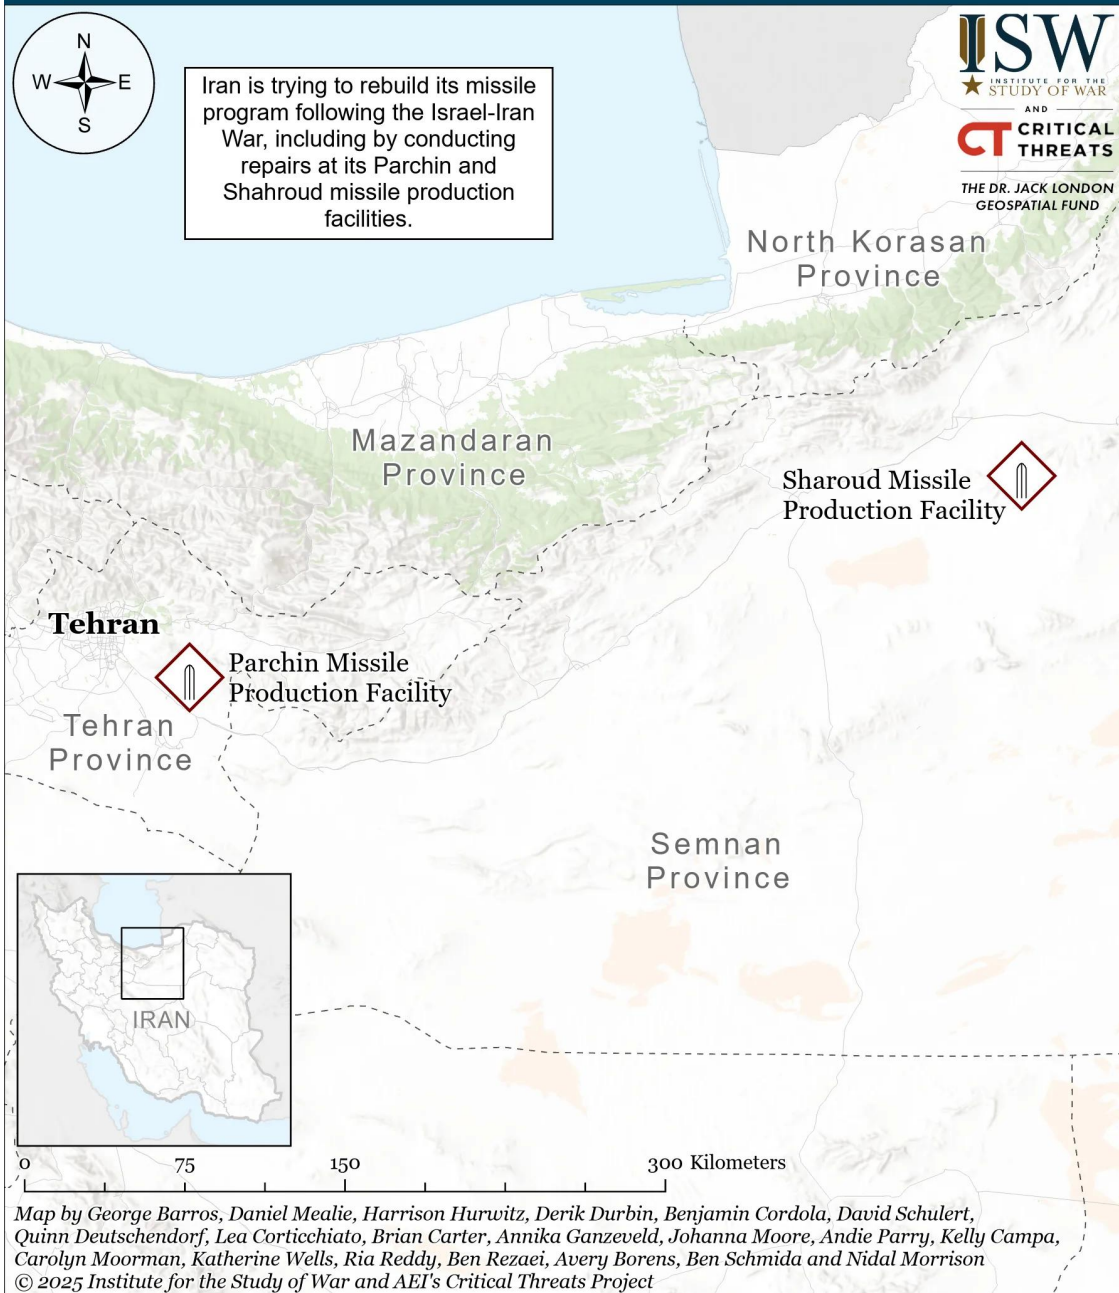 N
W E
S
Iran is trying to rebuild its missile
program following the Israel-Iran
War, including by conducting
repairs at its Parchin and
Shahroud missile production
facilities.
ISW
INSTITUTE FOR THE
STUDY OF WAR
AND
CT CRITICAL
THREATS
THE DR. JACK LONDON
GEOSPATIAL FUND
North Korasan
Province
Mazandaran
Province
Sharoud Missile
Production Facility
Tehran
Parchin Missile
Production Facility
Tehran
Province
Semnan
Province
IRAN
0 75 150 300 Kilometers
Map by George Barros, Daniel Mealie, Harrison Hurwitz, Derik Durbin, Benjamin Cordola, David Schulert,
Quinn Deutschendorf, Lea Corticchiato, Brian Carter, Annika Ganzeveld, Johanna Moore, Andie Parry, Kelly Campa,
Carolyn Moorman, Katherine Wells, Ria Reddy, Ben Rezaei, Avery Borens, Ben Schmida and Nidal Morrison
© 2025 Institute for the Study of War and AEI's Critical Threats Project